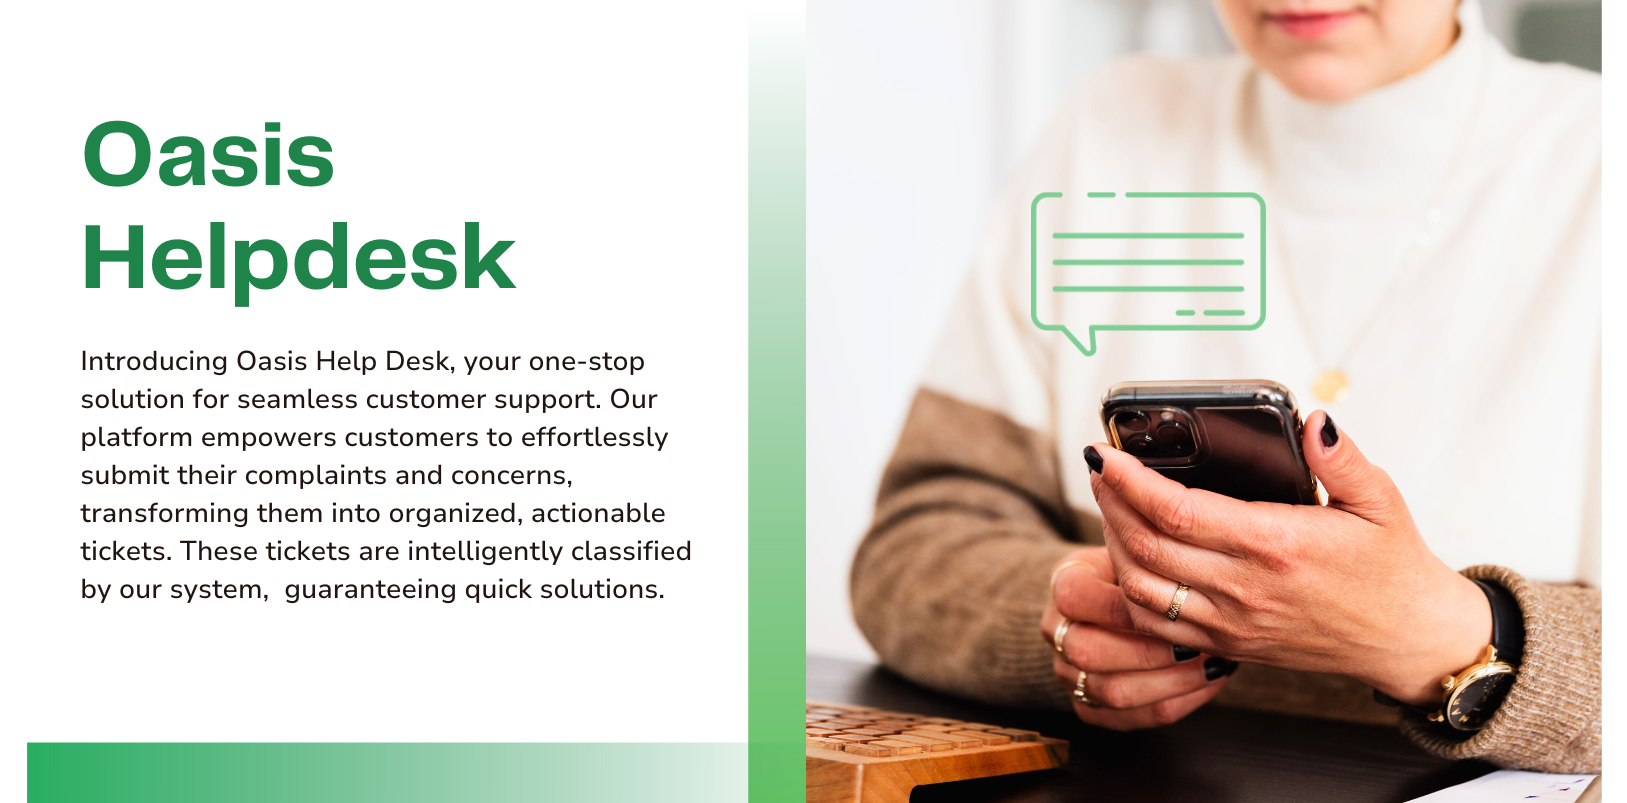 Oasis
Helpdesk
Introducing Oasis Help Desk, your one-stop
solution for seamless customer support. Our
platform empowers customers to effortlessly
submit their complaints and concerns,
transforming them into organized, actionable
tickets. These tickets are intelligently classified
by our system,  guaranteeing quick solutions.